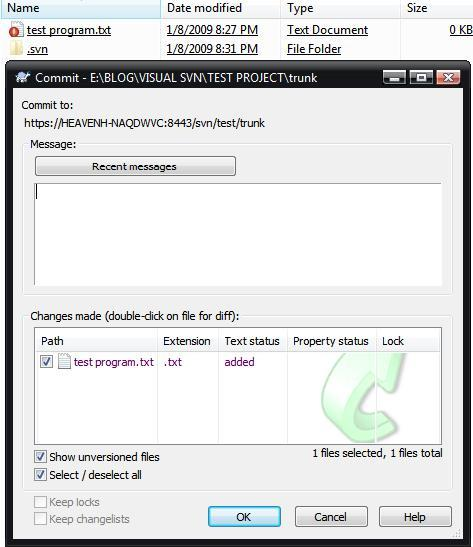 Name Date modified Type Size
test program.txt 1/8/2009 8:27 PM Text Document 0 KB
.svn 1/8/2009 8:31 PM File Folder
Commit - E:\BLOG\VISUAL SVN\TEST PROJECT\trunk
Commit to:
https://HEAVENH-NAQDWVC:8443/svn/test/trunk
Message:
Recent messages
Changes made (double-click on file for diff):
Path Extension Text status Property status Lock
test program.txt .txt added
Show unversioned files
1 files selected, 1 files total
Select / deselect all
Keep locks
Keep changelists
OK Cancel Help